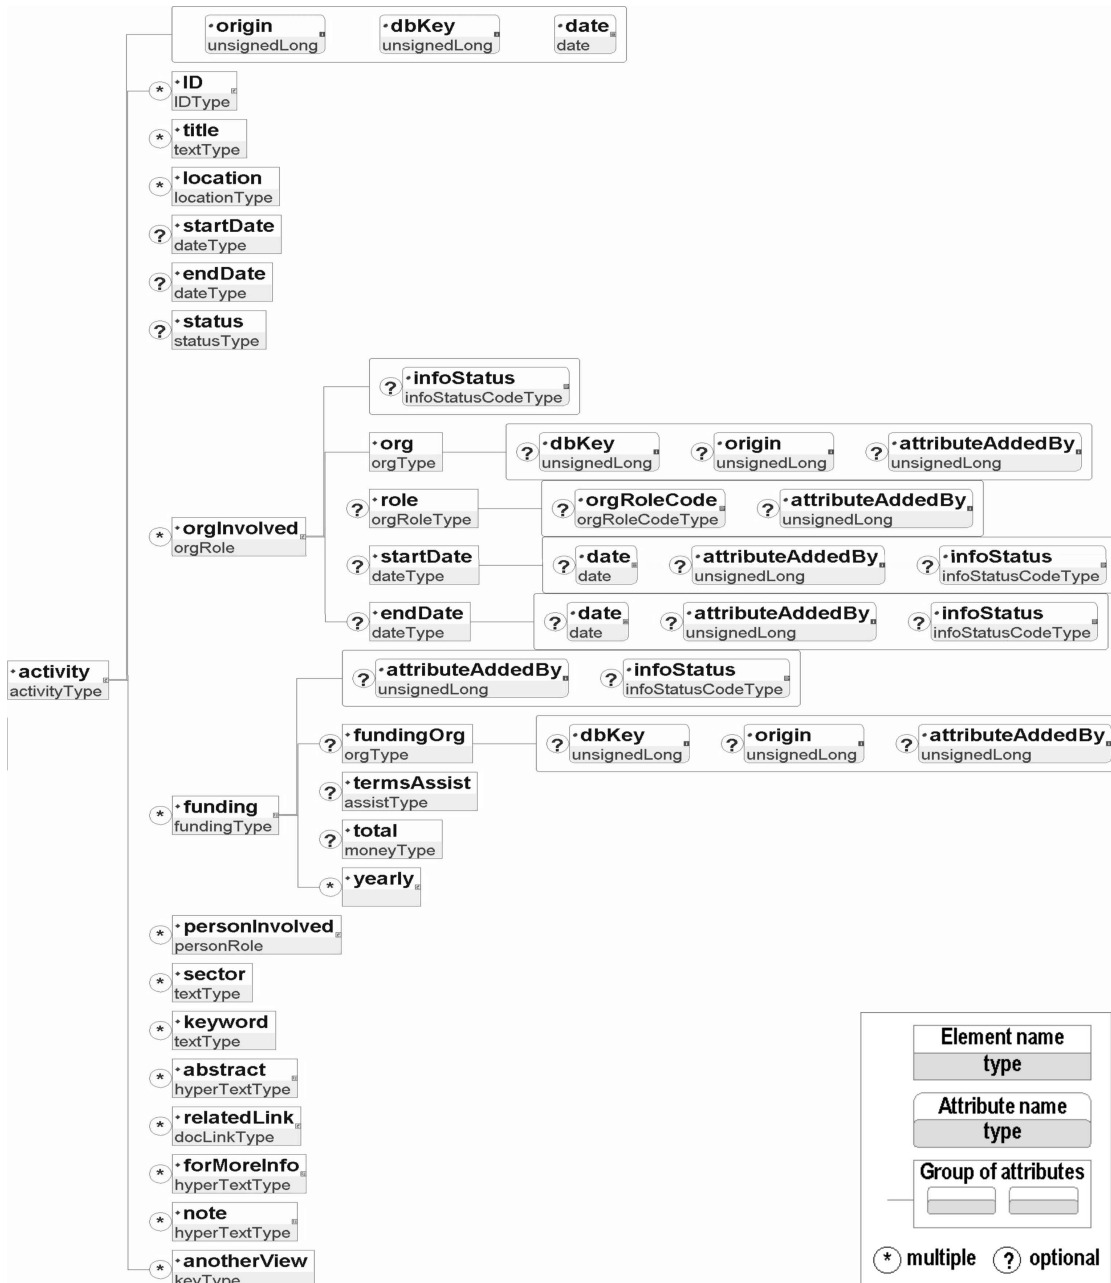 origin dbKey date
unsignedLong unsignedLong date
* ID
IDType
* title
textType
* location
locationType
? startDate
dateType
? endDate
dateType
? status
statusType
? infoStatus
infoStatusCodeType
org ? dbKey ? origin ? attributeAddedBy
orgType unsignedLong unsignedLong unsignedLong
? role ? orgRoleCode ? attributeAddedBy
orgRoleType orgRoleCodeType unsignedLong
* orgInvolved
orgRole
? startDate ? date ? attributeAddedBy ? infoStatus
dateType date unsignedLong infoStatusCodeType
? endDate ? date ? attributeAddedBy ? infoStatus
dateType date unsignedLong infoStatusCodeType
activity
activityType
? attributeAddedBy ? infoStatus
unsignedLong infoStatusCodeType
? fundingOrg ? dbKey ? origin ? attributeAddedBy
orgType unsignedLong unsignedLong unsignedLong
? termsAssist
assistType
* funding
fundingType
? total
moneyType
* yearly
* personInvolved
personRole
* sector
textType
* keyword
textType
* abstract
hyperTextType
* relatedLink
docLinkType
* forMoreInfo
hyperTextType
* note
hyperTextType
* anotherView
keyType
Element name
type
Attribute name
type
Group of attributes
* multiple ? optional